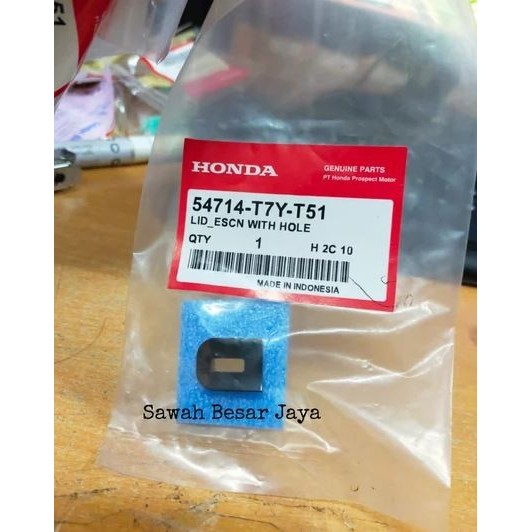 51
HONDA
GENUINE PARTS
PT Honda Prospect Motor
54714-T7Y-T51
LID_ESCN WITH HOLE
QTY 1 H 2C 10
MADE IN INDONESIA
Sawah Besar Jaya